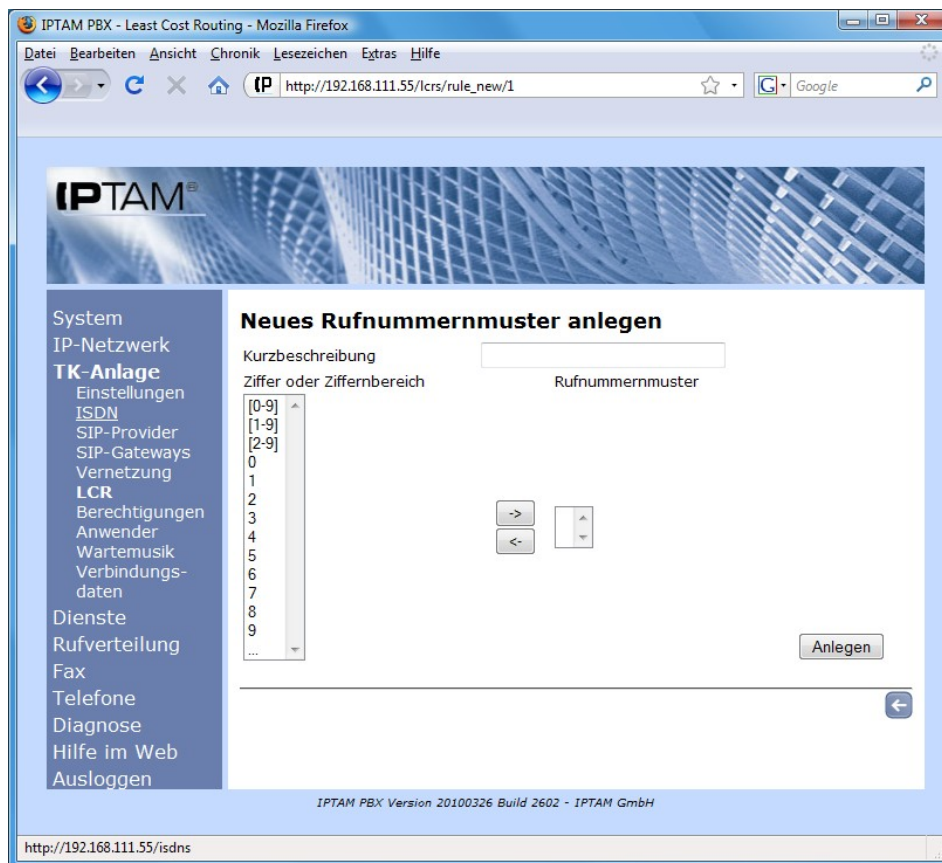 IPTAM PBX - Least Cost Routing - Mozilla Firefox
Datei Bearbeiten Ansicht Chronik Lesezeichen Extras Hilfe
(P http://192.168.111.55/lcrs/rule_new/1 G Google
IPTAM®
System
IP-Netzwerk
TK-Anlage
Einstellungen
ISDN
SIP-Provider
SIP-Gateways
Vernetzung
LCR
Berechtigungen
Anwender
Wartemusik
Verbindungs-
daten
Dienste
Rufverteilung
Fax
Telefone
Diagnose
Hilfe im Web
Ausloggen
Neues Rufnummernmuster anlegen
Kurzbeschreibung
Ziffer oder Ziffernbereich Rufnummernmuster
[0-9]
[1-9]
[2-9]
0
1
2
3
4
5
6
7
8
9
...
->
<-
Anlegen
IPTAM PBX Version 20100326 Build 2602 - IPTAM GmbH
http://192.168.111.55/isdns